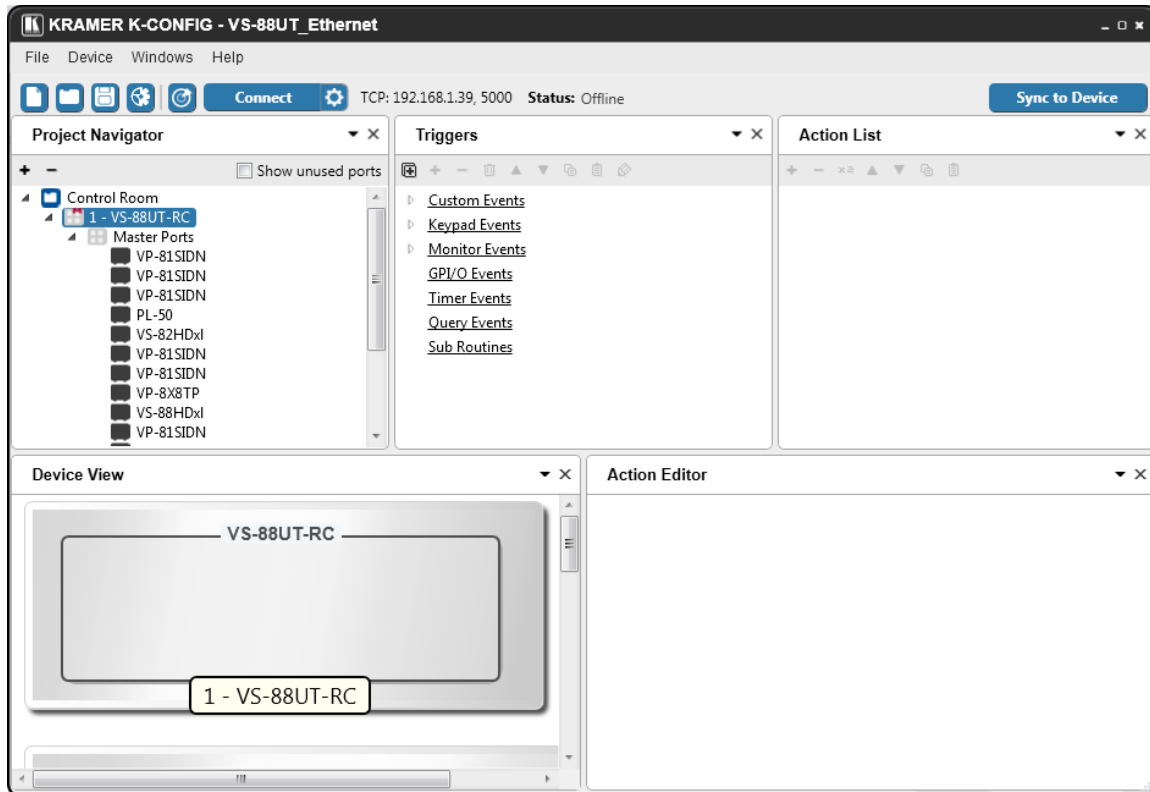 KRAMER K-CONFIG - VS-88UT_Ethernet
File Device Windows Help
Connect TCP: 192.168.1.39, 5000 Status: Offline Sync to Device
Project Navigator
Show unused ports
Control Room
1 - VS-88UT-RC
Master Ports
VP-81SIDN
VP-81SIDN
VP-81SIDN
PL-50
VS-82HDxl
VP-81SIDN
VP-81SIDN
VP-8X8TP
VS-88HDxl
VP-81SIDN
Triggers
Custom Events
Keypad Events
Monitor Events
GPI/O Events
Timer Events
Query Events
Sub Routines
Action List
Device View
VS-88UT-RC
1 - VS-88UT-RC
Action Editor